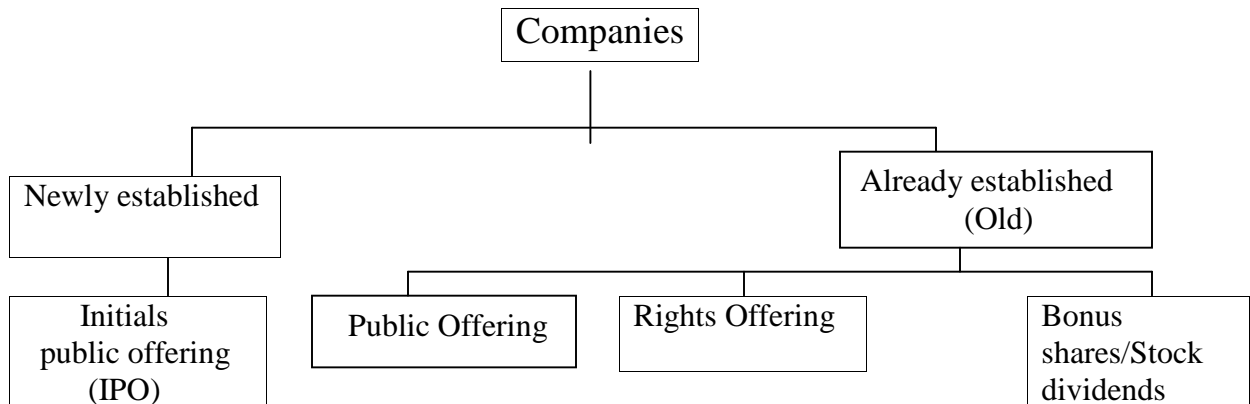 Companies
Newly established
Already established
(Old)
Initials
public offering
(IPO)
Public Offering
Rights Offering
Bonus
shares/Stock
dividends